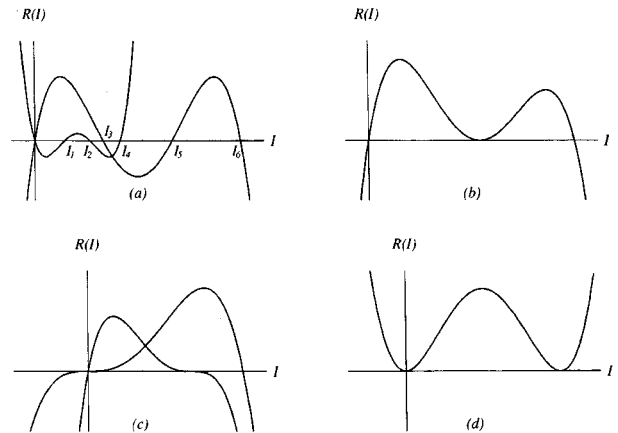 R(I)
I₃
I₁ I₂ I₄ I₅ I₆ I
(a)
R(I)
I
(b)
R(I)
I
(c)
R(I)
I
(d)